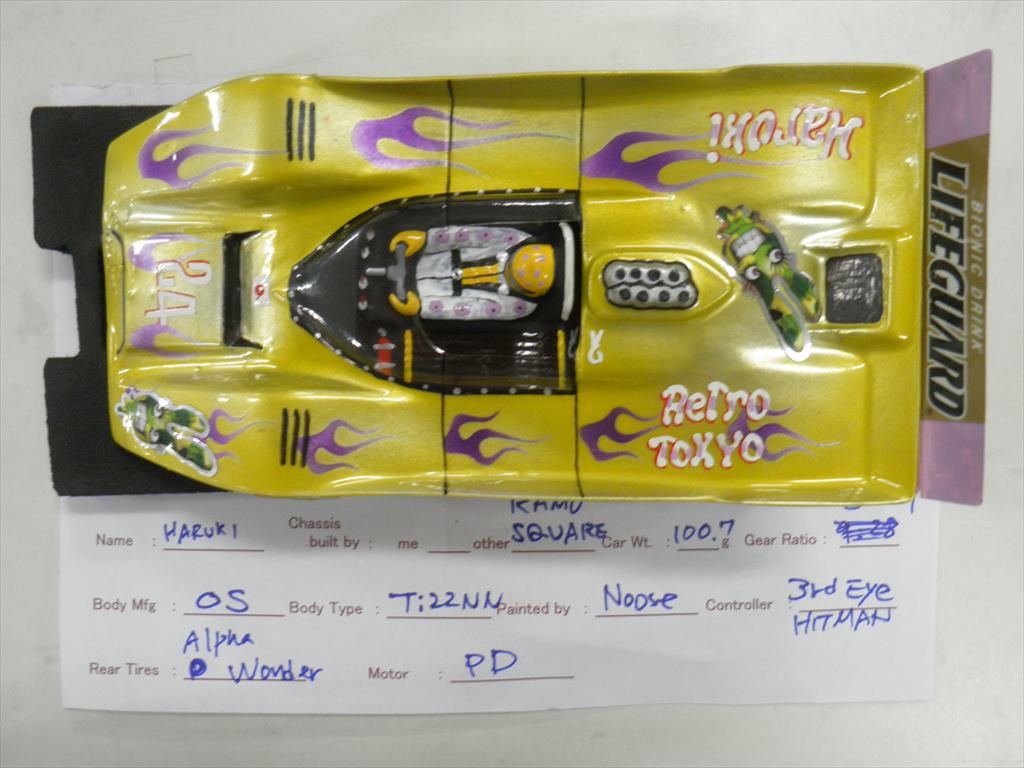 Haruki
24
BIONIC DRINK
LIFEGUARD
Retro
TOKYO
Name : HARUKI Chassis built by : me other SQUARE Car Wt. : 100.7 g Gear Ratio :
Body Mfg : OS Body Type : Ti22NN Painted by : Noose Controller : 3rd Eye
HITMAN
Rear Tires : Alpha
Wonder
Motor : PD